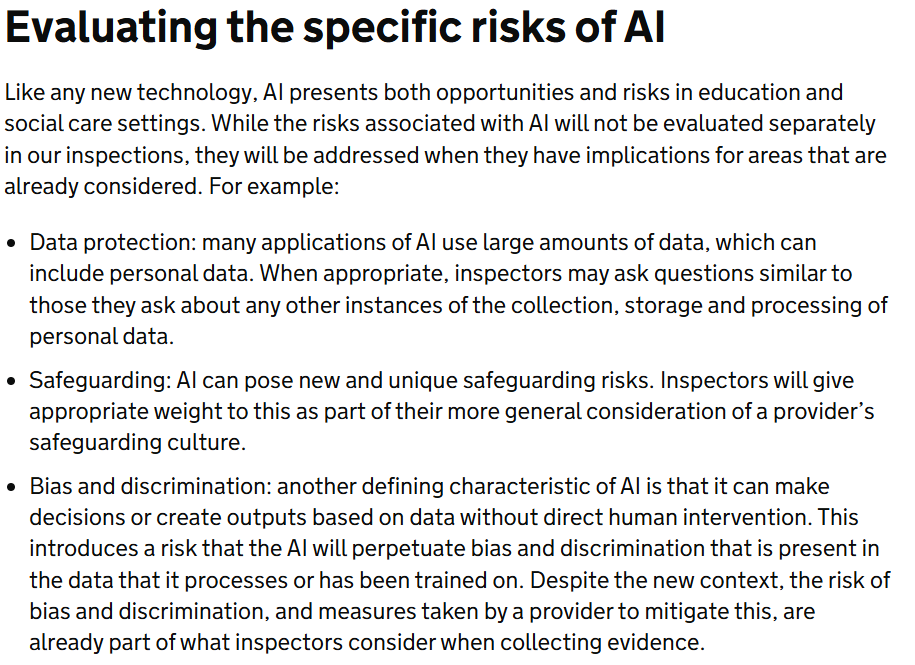 Evaluating the specific risks of AI
Like any new technology, AI presents both opportunities and risks in education and
social care settings. While the risks associated with AI will not be evaluated separately
in our inspections, they will be addressed when they have implications for areas that are
already considered. For example:
• Data protection: many applications of AI use large amounts of data, which can
include personal data. When appropriate, inspectors may ask questions similar to
those they ask about any other instances of the collection, storage and processing of
personal data.
• Safeguarding: AI can pose new and unique safeguarding risks. Inspectors will give
appropriate weight to this as part of their more general consideration of a provider’s
safeguarding culture.
• Bias and discrimination: another defining characteristic of AI is that it can make
decisions or create outputs based on data without direct human intervention. This
introduces a risk that the AI will perpetuate bias and discrimination that is present in
the data that it processes or has been trained on. Despite the new context, the risk of
bias and discrimination, and measures taken by a provider to mitigate this, are
already part of what inspectors consider when collecting evidence.